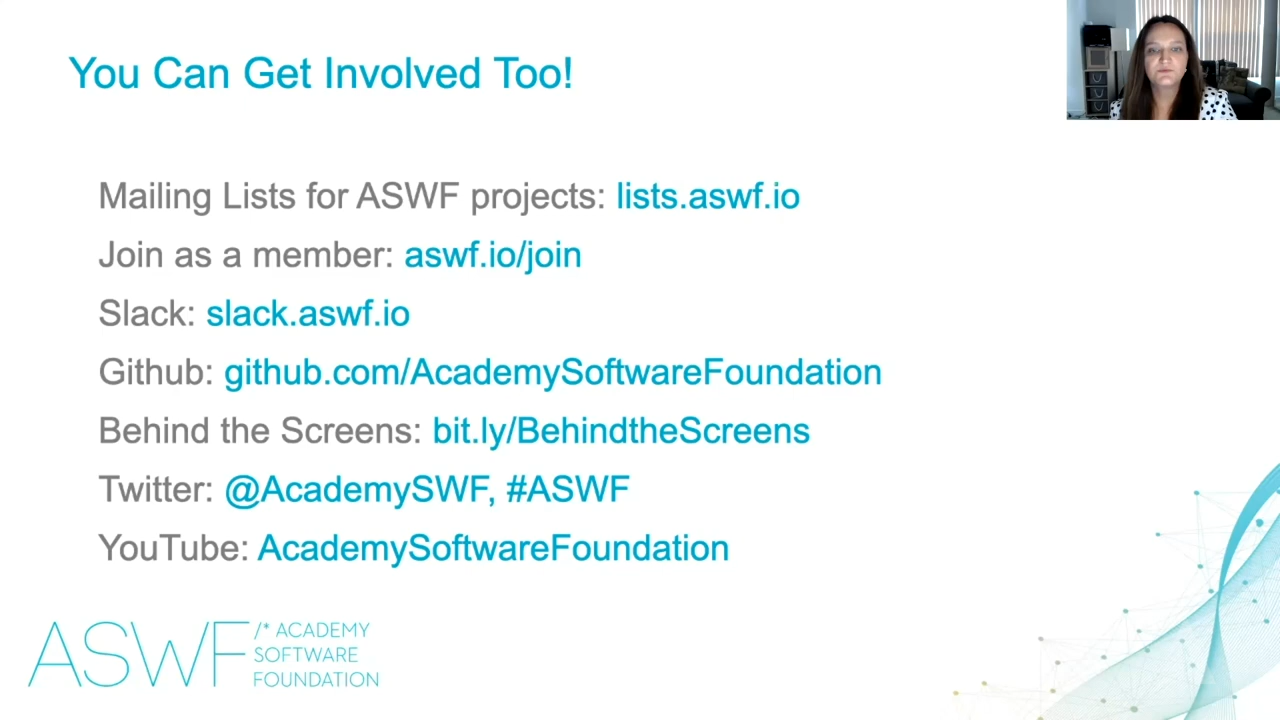 You Can Get Involved Too!
Mailing Lists for ASWF projects: lists.aswf.io
Join as a member: aswf.io/join
Slack: slack.aswf.io
Github: github.com/AcademySoftwareFoundation
Behind the Screens: bit.ly/BehindtheScreens
Twitter: @AcademySWF, #ASWF
YouTube: AcademySoftwareFoundation
ASWF /* ACADEMY
SOFTWARE
FOUNDATION